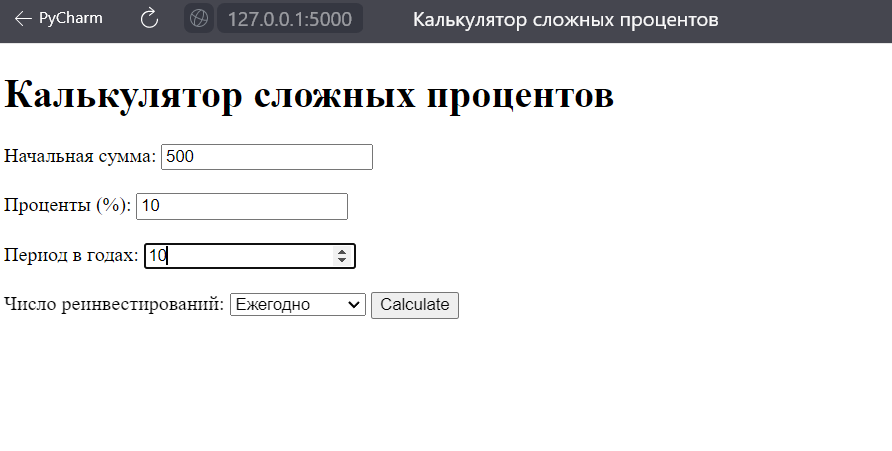 PyCharm 127.0.0.1:5000 Калькулятор сложных процентов
Калькулятор сложных процентов
Начальная сумма: 500
Проценты (%): 10
Период в годах: 10
Число реинвестирований: Ежегодно Calculate